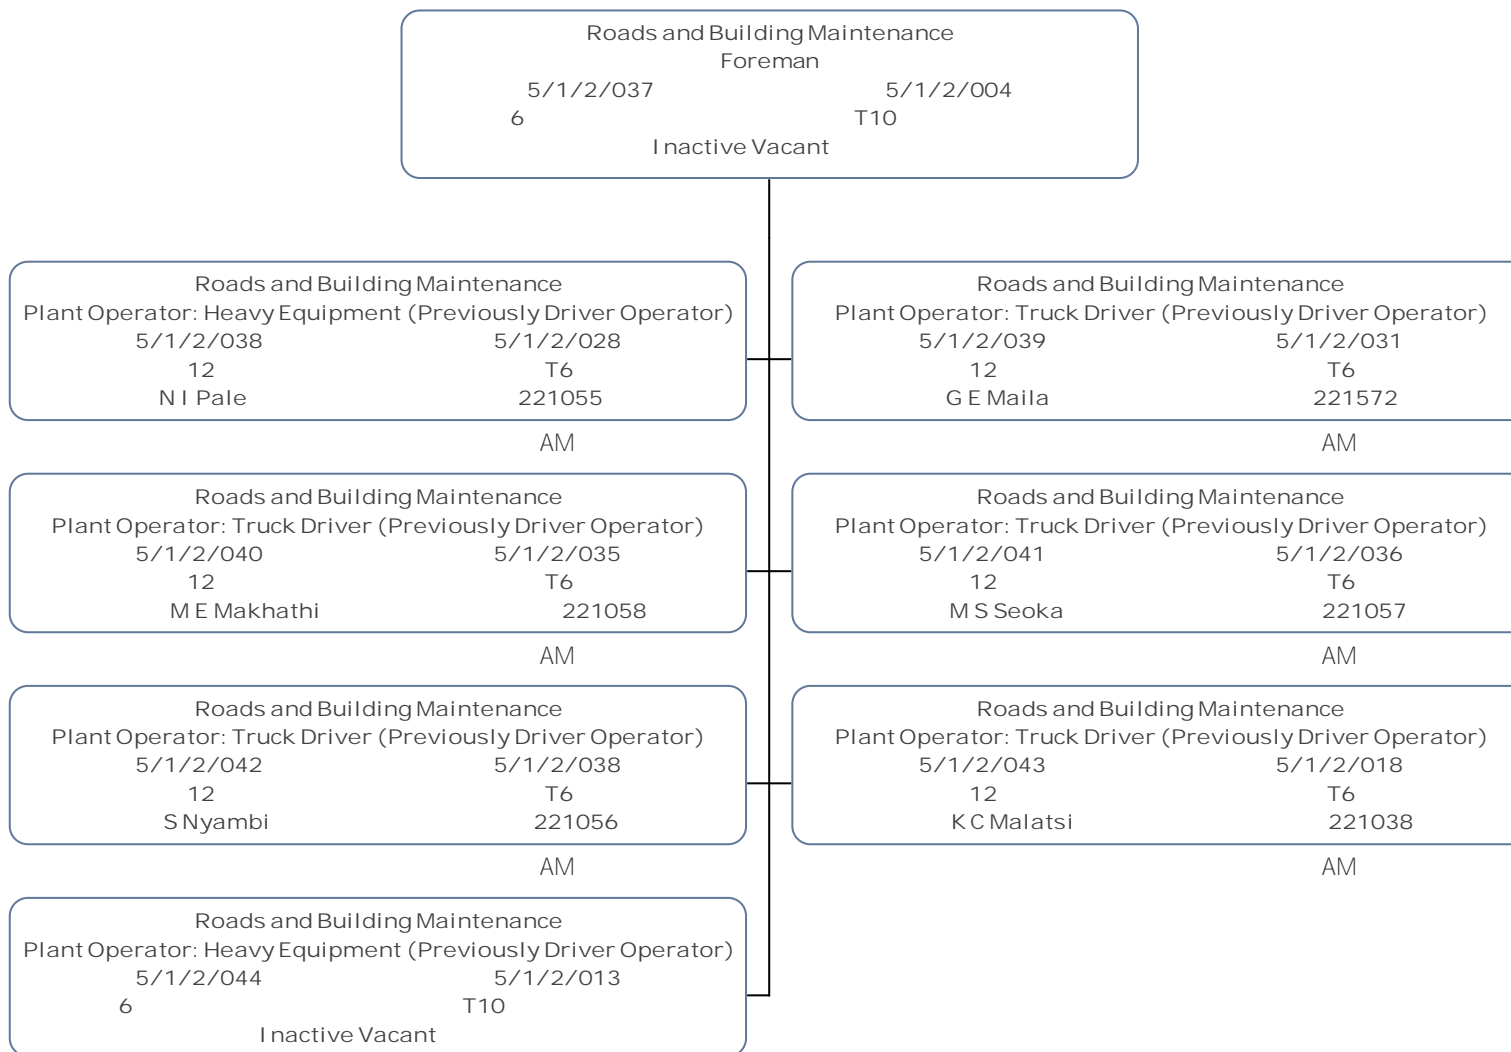 Roads and Building Maintenance
Foreman
5/1/2/037 5/1/2/004
6 T10
Inactive Vacant
Roads and Building Maintenance
Plant Operator: Heavy Equipment (Previously Driver Operator)
5/1/2/038 5/1/2/028
12 T6
N I Pale 221055
AM
Roads and Building Maintenance
Plant Operator: Truck Driver (Previously Driver Operator)
5/1/2/039 5/1/2/031
12 T6
G E Maila 221572
AM
Roads and Building Maintenance
Plant Operator: Truck Driver (Previously Driver Operator)
5/1/2/040 5/1/2/035
12 T6
M E Makhathi 221058
AM
Roads and Building Maintenance
Plant Operator: Truck Driver (Previously Driver Operator)
5/1/2/041 5/1/2/036
12 T6
M S Seoka 221057
AM
Roads and Building Maintenance
Plant Operator: Truck Driver (Previously Driver Operator)
5/1/2/042 5/1/2/038
12 T6
S Nyambi 221056
AM
Roads and Building Maintenance
Plant Operator: Truck Driver (Previously Driver Operator)
5/1/2/043 5/1/2/018
12 T6
K C Malatsi 221038
AM
Roads and Building Maintenance
Plant Operator: Heavy Equipment (Previously Driver Operator)
5/1/2/044 5/1/2/013
6 T10
Inactive Vacant